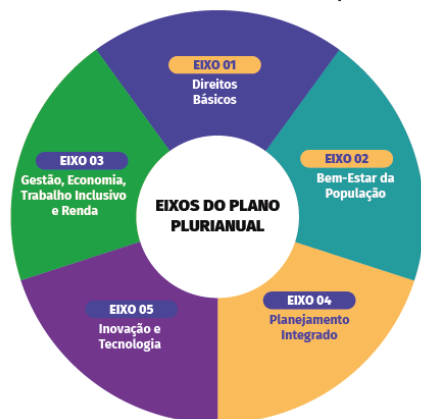 EIXO 01
Direitos
Básicos
EIXO 02
Bem-Estar da
População
EIXO 03
Gestão, Economia,
Trabalho Inclusivo
e Renda
EIXOS DO PLANO
PLURIANUAL
EIXO 04
Planejamento
Integrado
EIXO 05
Inovação e
Tecnologia